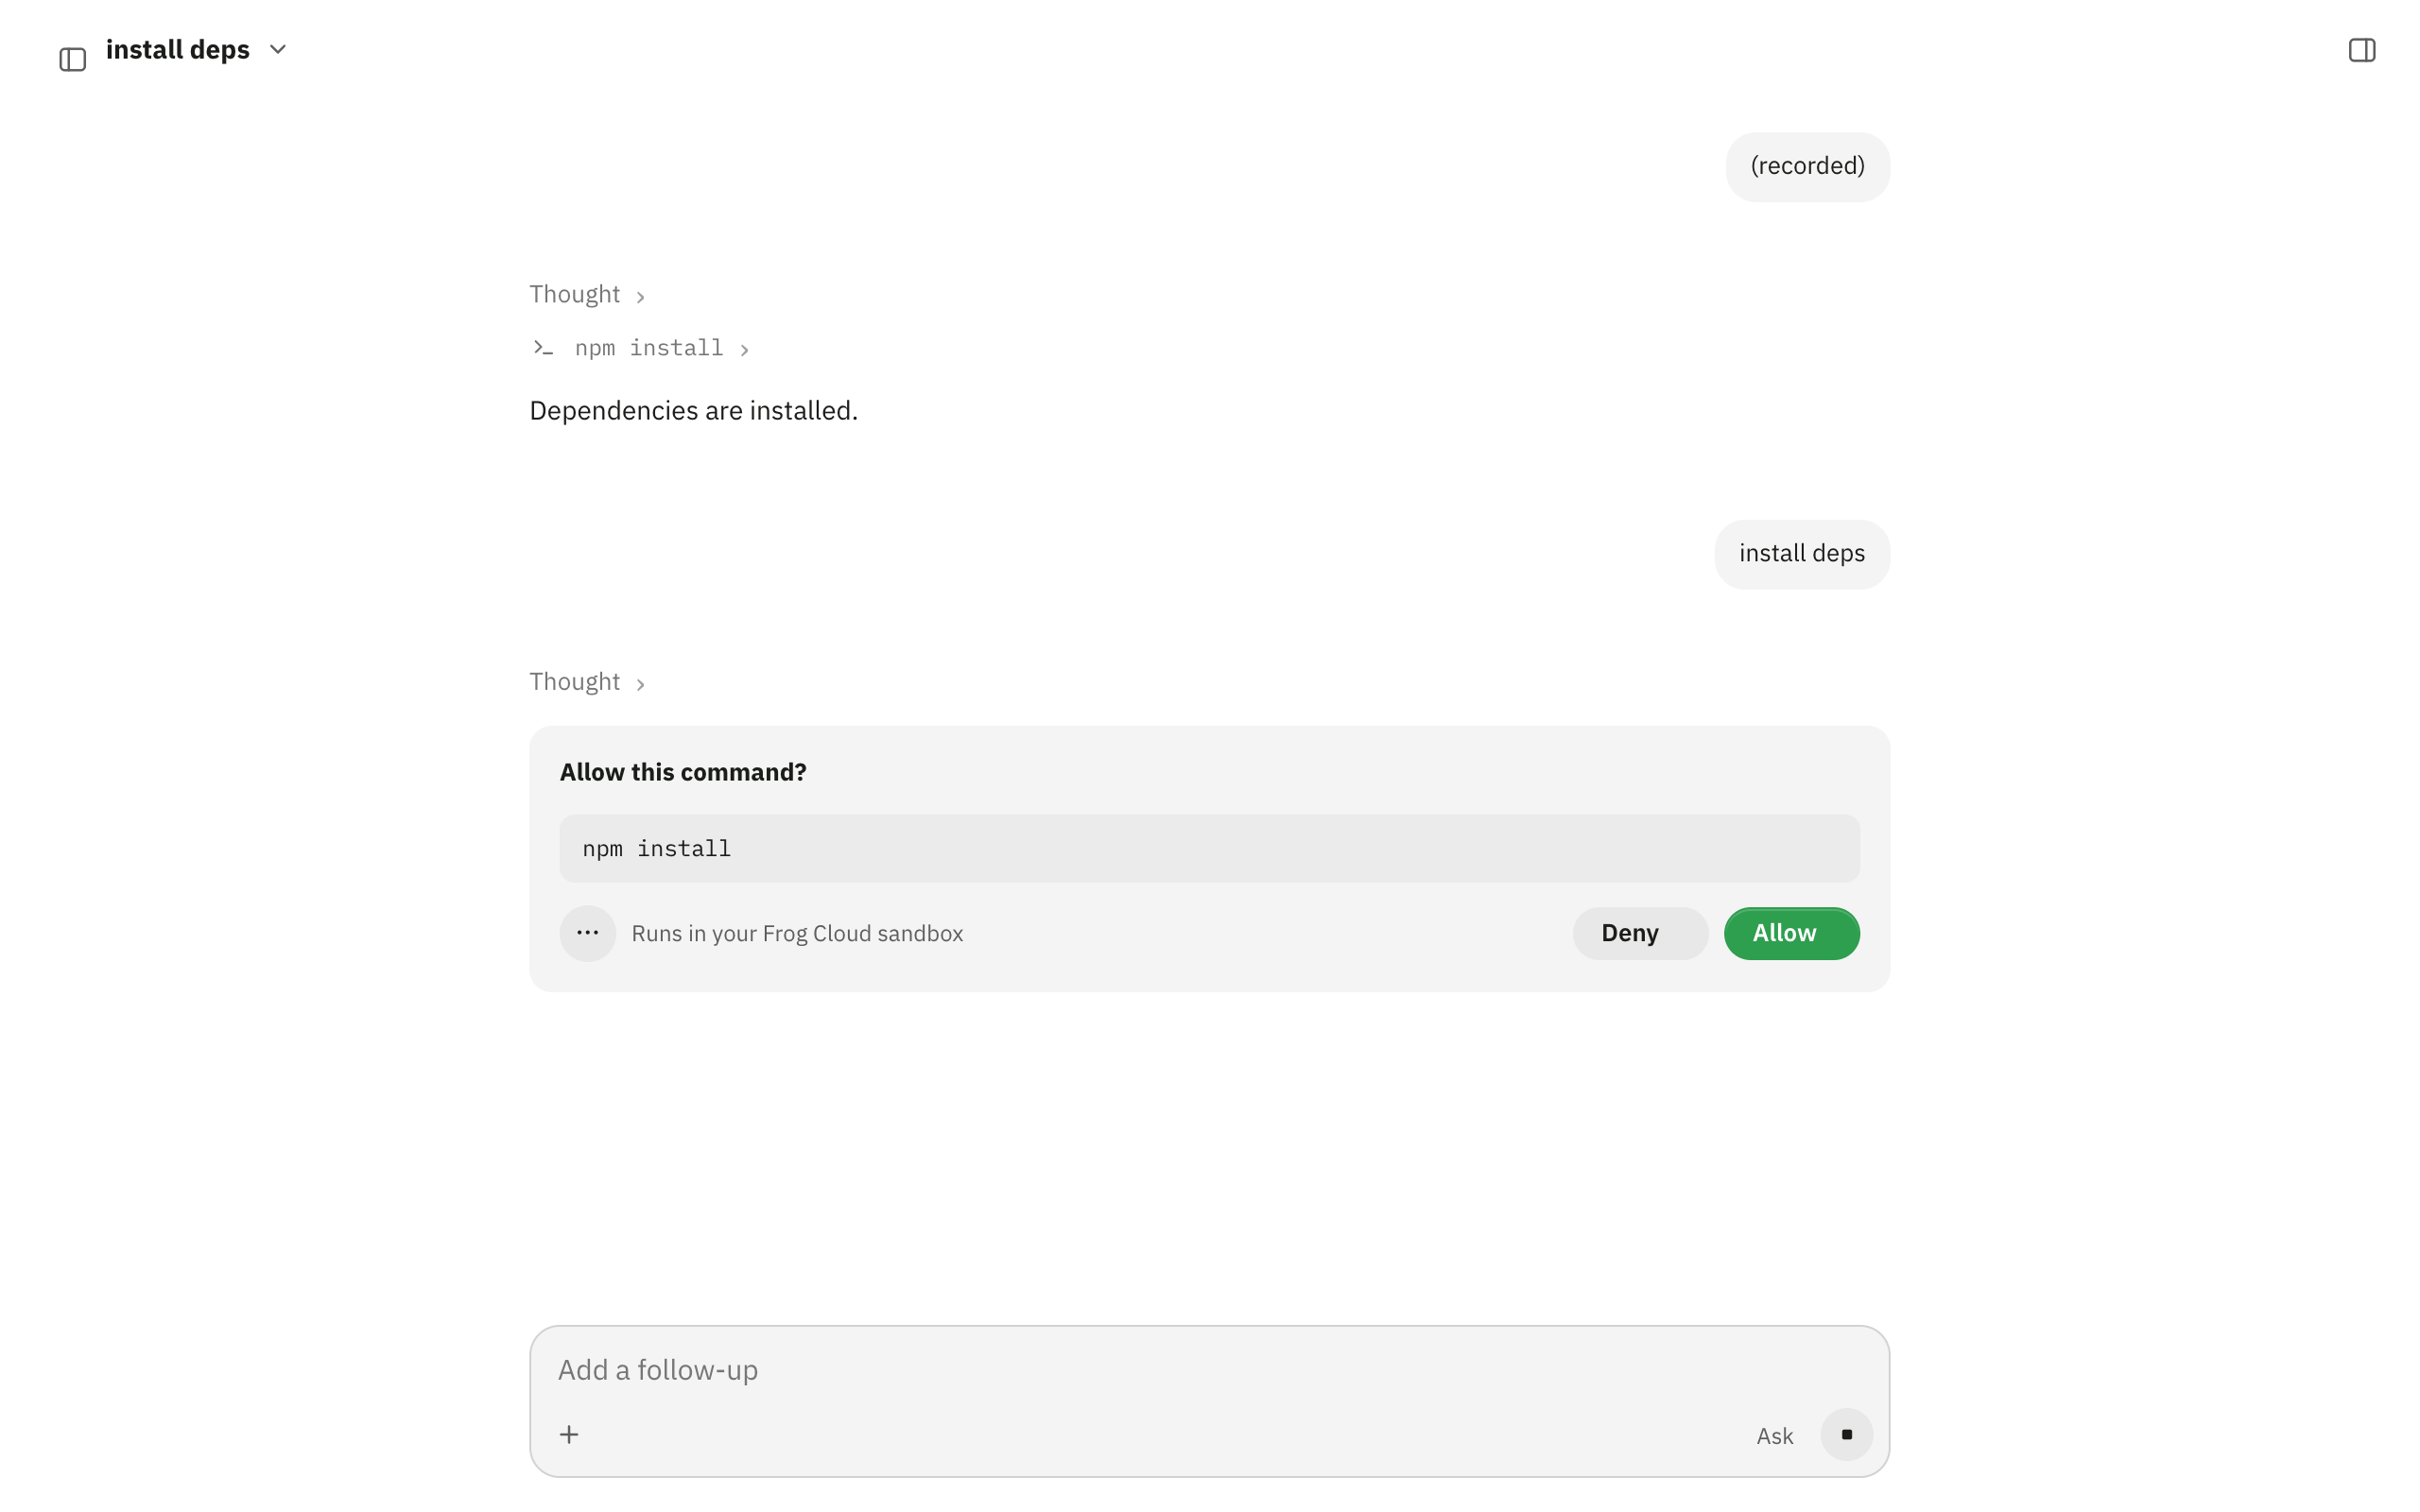 install deps
(recorded)
Thought
npm install
Dependencies are installed.
install deps
Thought
Allow this command?
npm install
Runs in your Frog Cloud sandbox
Deny
Allow
Add a follow-up
Ask